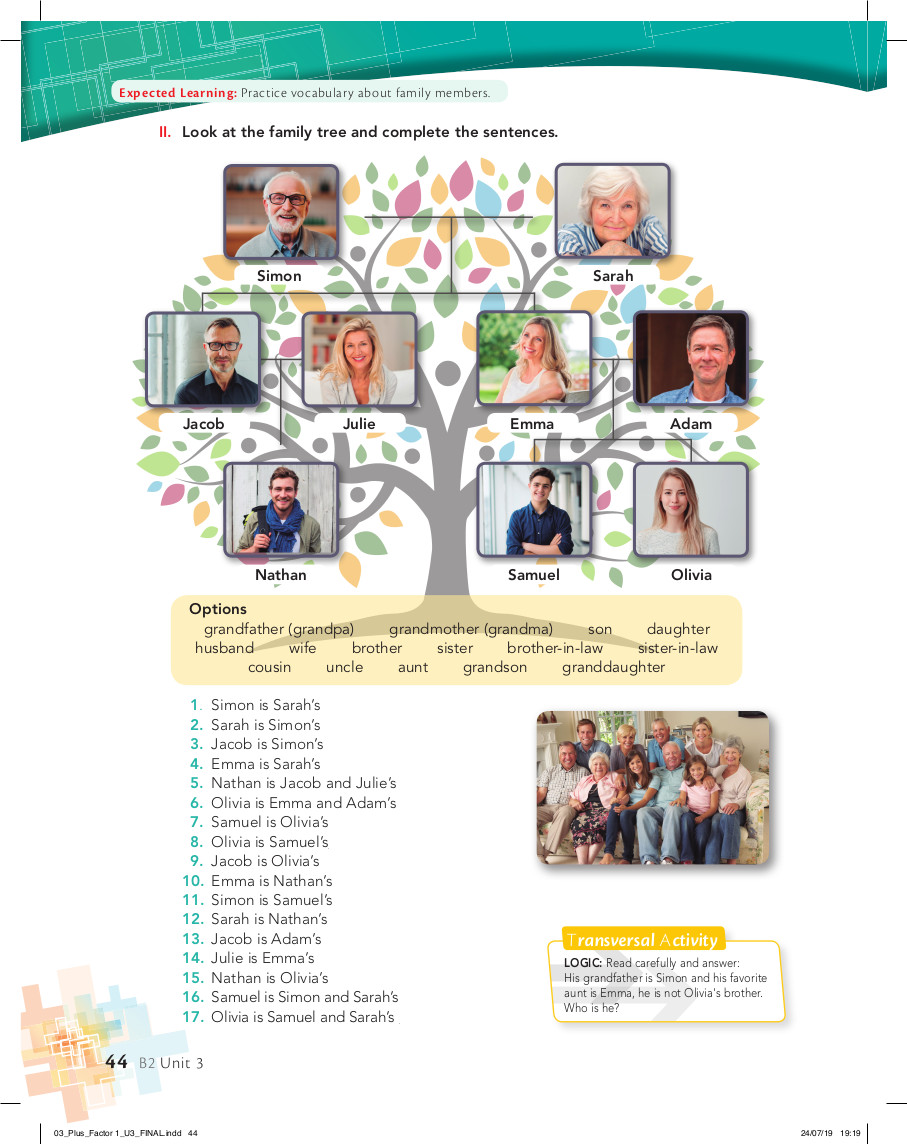 Expected Learning: Practice vocabulary about family members.
II. Look at the family tree and complete the sentences.
Simon
Sarah
Jacob
Julie
Emma
Adam
Nathan
Samuel
Olivia
Options
grandfather (grandpa) grandmother (grandma) son daughter
husband wife brother sister brother-in-law sister-in-law
cousin uncle aunt grandson granddaughter
1. Simon is Sarah's
2. Sarah is Simon's
3. Jacob is Simon's
4. Emma is Sarah's
5. Nathan is Jacob and Julie's
6. Olivia is Emma and Adam's
7. Samuel is Olivia's
8. Olivia is Samuel's
9. Jacob is Olivia's
10. Emma is Nathan's
11. Simon is Samuel's
12. Sarah is Nathan's
13. Jacob is Adam's
14. Julie is Emma's
15. Nathan is Olivia's
16. Samuel is Simon and Sarah's
17. Olivia is Samuel and Sarah's
Transversal Activity
LOGIC: Read carefully and answer:
His grandfather is Simon and his favorite
aunt is Emma, he is not Olivia's brother.
Who is he?
44 B2 Unit 3
03_Plus_Factor 1_U3_FINAL.indd 44
24/07/19 19:19